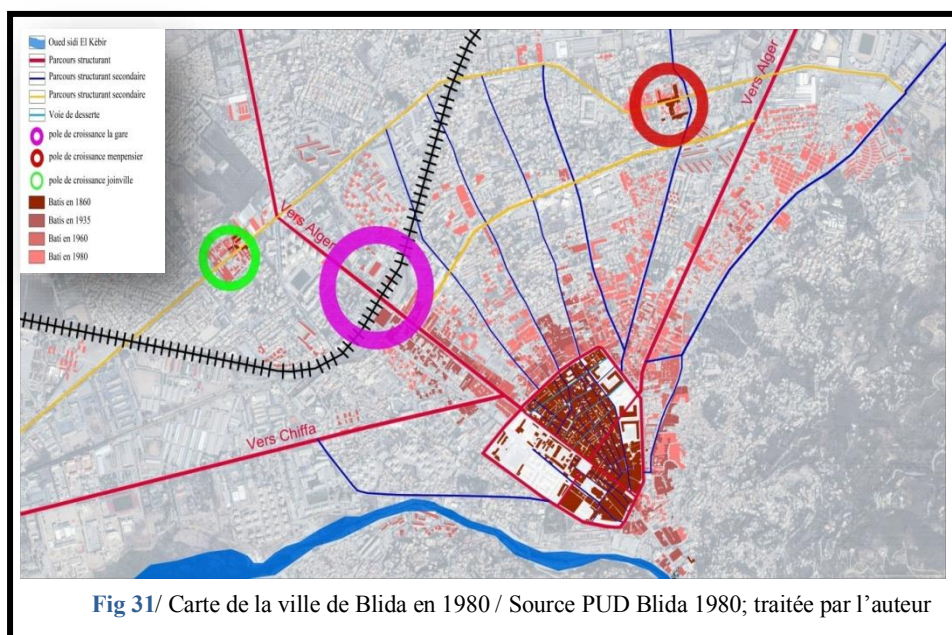 Oued sidi El Kébir
Parcours structurant
Parcours structurant secondaire
Parcours structurant secondaire
Voie de desserte
pole de croissance la gare
pole de croissance menpensier
pole de croissance joinville
Batis en 1860
Batis en 1935
Bati en 1960
Bati en 1980
Vers Alger
Vers Alger
Vers Chiffa
Fig 31/ Carte de la ville de Blida en 1980 / Source PUD Blida 1980; traitée par l’auteur